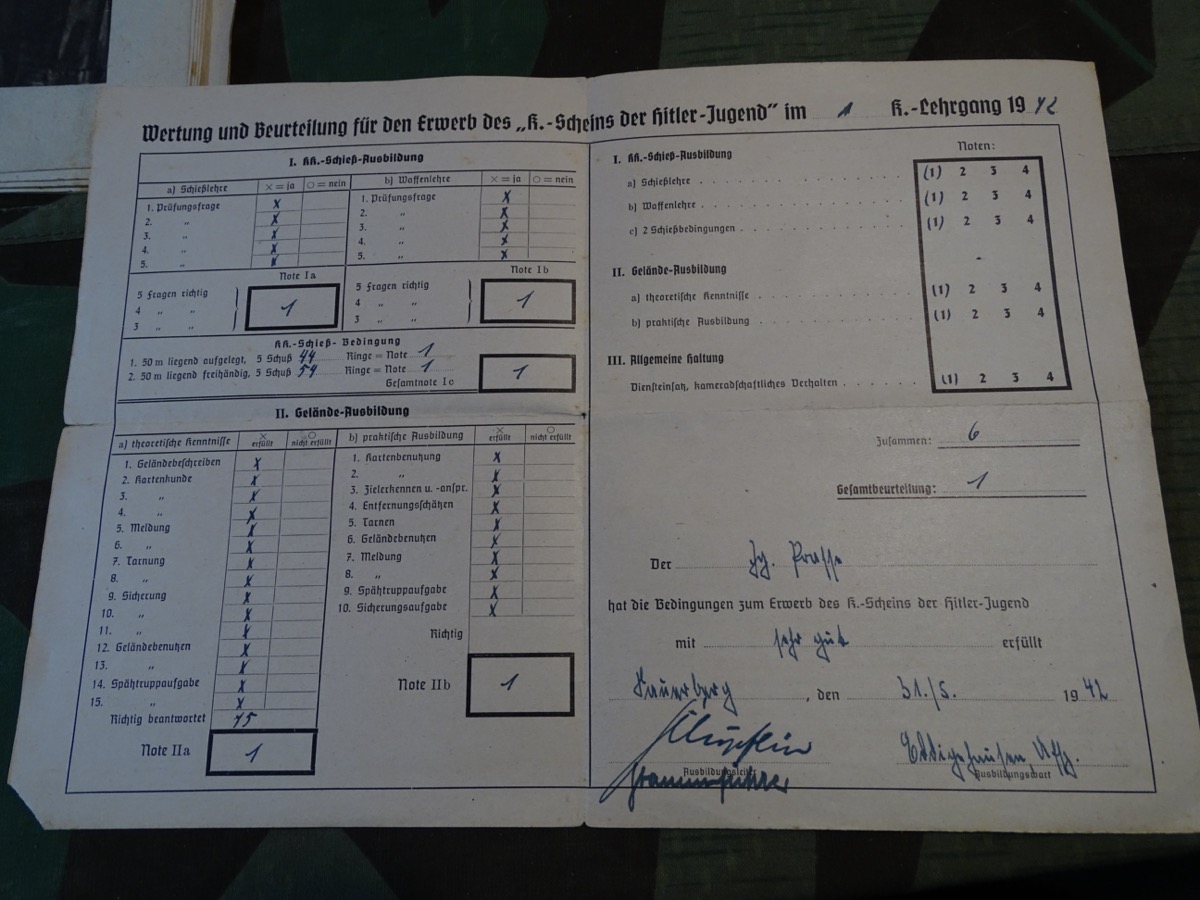 Wertung und Beurteilung für den Erwerb des „K.-Scheins der Hitler-Jugend" im 1 K.-Lehrgang 1942
I. KK.-Schieß-Ausbildung
a) Schießlehre × = ja ○ = nein
1. Prüfungsfrage X
2. „ X
3. „ X
4. „ X
5. „ X
Note Ia
5 Fragen richtig
4 „ „
3 „ „
1
b) Waffenlehre × = ja ○ = nein
1. Prüfungsfrage X
2. „ X
3. „ X
4. „ X
5. „ X
Note Ib
5 Fragen richtig
4 „ „
3 „ „
1
KK.-Schieß-Bedingung
1. 50 m liegend aufgelegt, 5 Schuß 44 Ringe = Note 1
2. 50 m liegend freihändig, 5 Schuß 54 Ringe = Note 1
Gesamtnote Ic 1
II. Gelände-Ausbildung
a) theoretische Kenntnisse × erfüllt ○ nicht erfüllt
1. Geländebeschreiben X
2. Kartenkunde X
3. „ X
4. „ X
5. Meldung X
6. „ X
7. Tarnung X
8. „ X
9. Sicherung X
10. „ X
11. „ X
12. Geländebenutzen X
13. „ X
14. Spähtruppaufgabe X
15. „ X
Richtig beantwortet 15
Note IIa 1
b) praktische Ausbildung × erfüllt ○ nicht erfüllt
1. Kartenbenutzung X
2. „ X
3. Zielerkennen u. -anspr. X
4. Entfernungsschätzen X
5. Tarnen X
6. Geländebenutzen X
7. Meldung X
8. „ X
9. Spähtruppaufgabe X
10. Sicherungsaufgabe X
Richtig
Note IIb 1
Noten:
I. KK.-Schieß-Ausbildung
a) Schießlehre (1) 2 3 4
b) Waffenlehre (1) 2 3 4
c) 2 Schießbedingungen (1) 2 3 4
II. Gelände-Ausbildung
a) theoretische Kenntnisse (1) 2 3 4
b) praktische Ausbildung (1) 2 3 4
III. Allgemeine Haltung
Diensteinsatz, kameradschaftliches Verhalten (1) 2 3 4
Zusammen: 6
Gesamtbeurteilung: 1
Der Jg.
hat die Bedingungen zum Erwerb des K.-Scheins der Hitler-Jugend
mit sehr gut erfüllt
, den 31./5. 1942
Ausbildungsleiter
Ausbildungswart